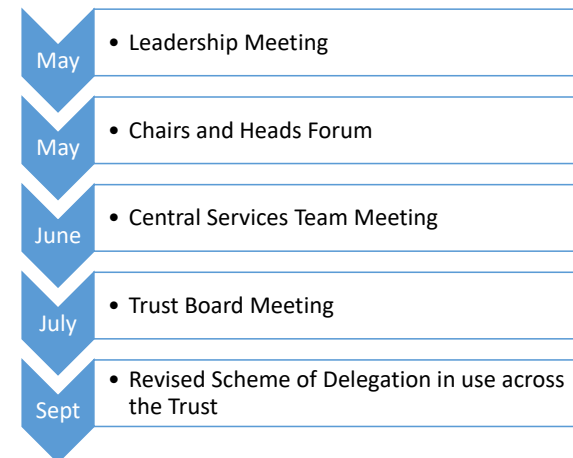 May
• Leadership Meeting
May
• Chairs and Heads Forum
June
• Central Services Team Meeting
July
• Trust Board Meeting
Sept
• Revised Scheme of Delegation in use across
the Trust